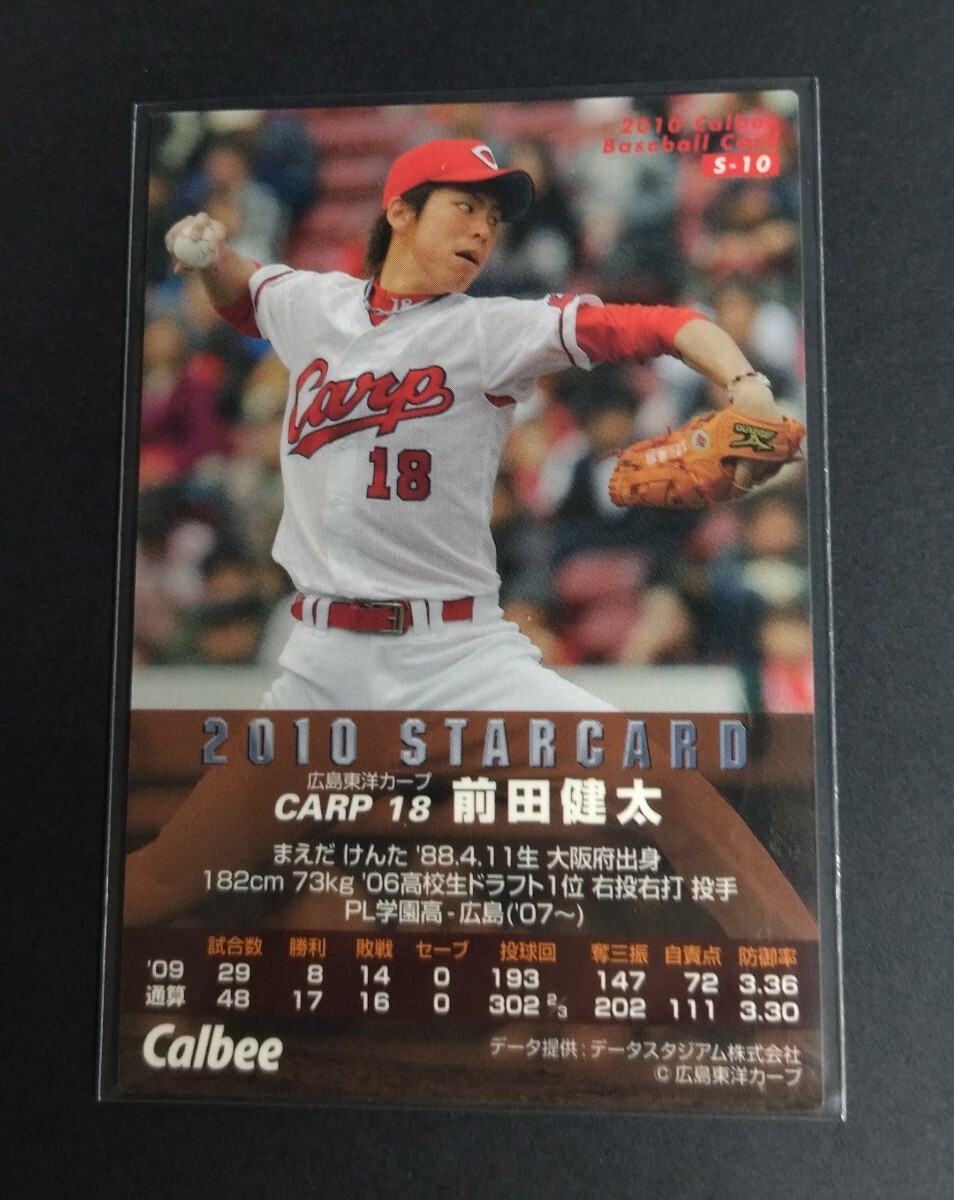 2010 Calbee
Baseball Card
S-10
18
Carp
18
2010 STARCARD
広島東洋カープ
CARP 18 前田健太
まえだ けんた '88.4.11生 大阪府出身
182cm 73kg '06高校生ドラフト1位 右投右打 投手
PL学園高-広島('07〜)
試合数 勝利 敗戦 セーブ 投球回 奪三振 自責点 防御率
'09 29 8 14 0 193 147 72 3.36
通算 48 17 16 0 302 2/3 202 111 3.30
Calbee
データ提供:データスタジアム株式会社
© 広島東洋カープ